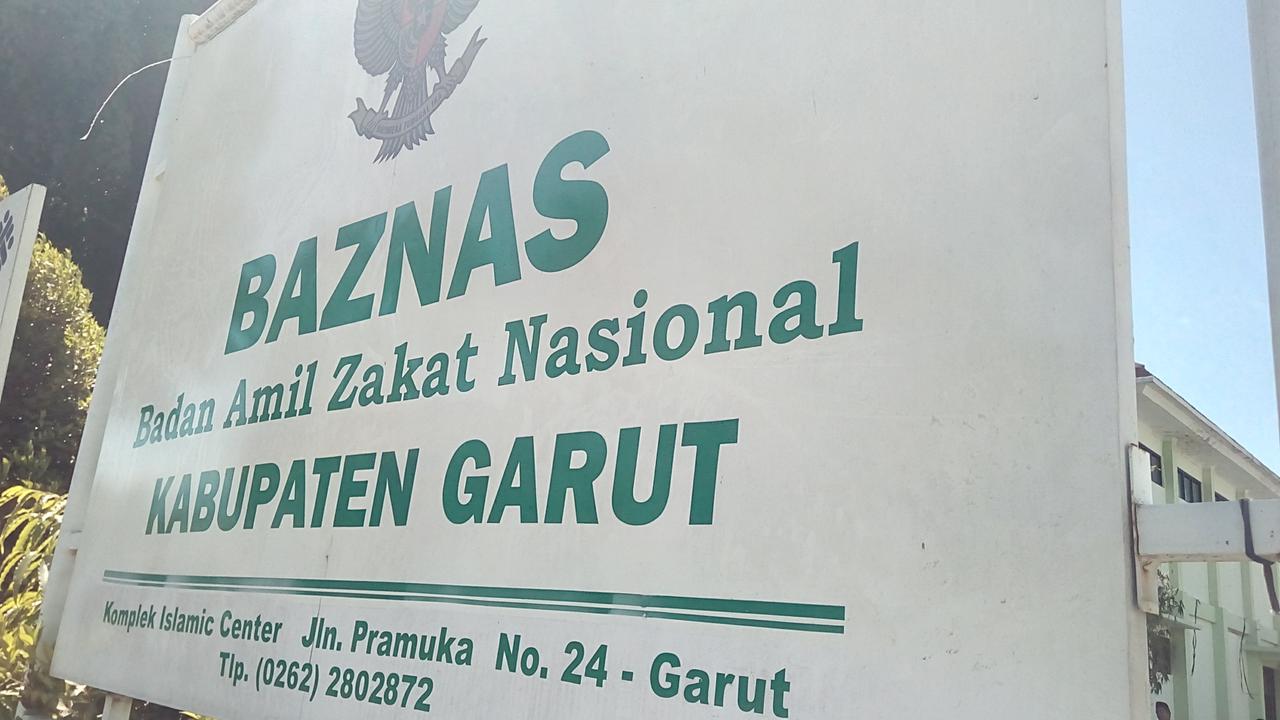 BAZNAS
Badan Amil Zakat Nasional
KABUPATEN GARUT
Komplek Islamic Center Jln. Pramuka No. 24 - Garut
Tlp. (0262) 2802872